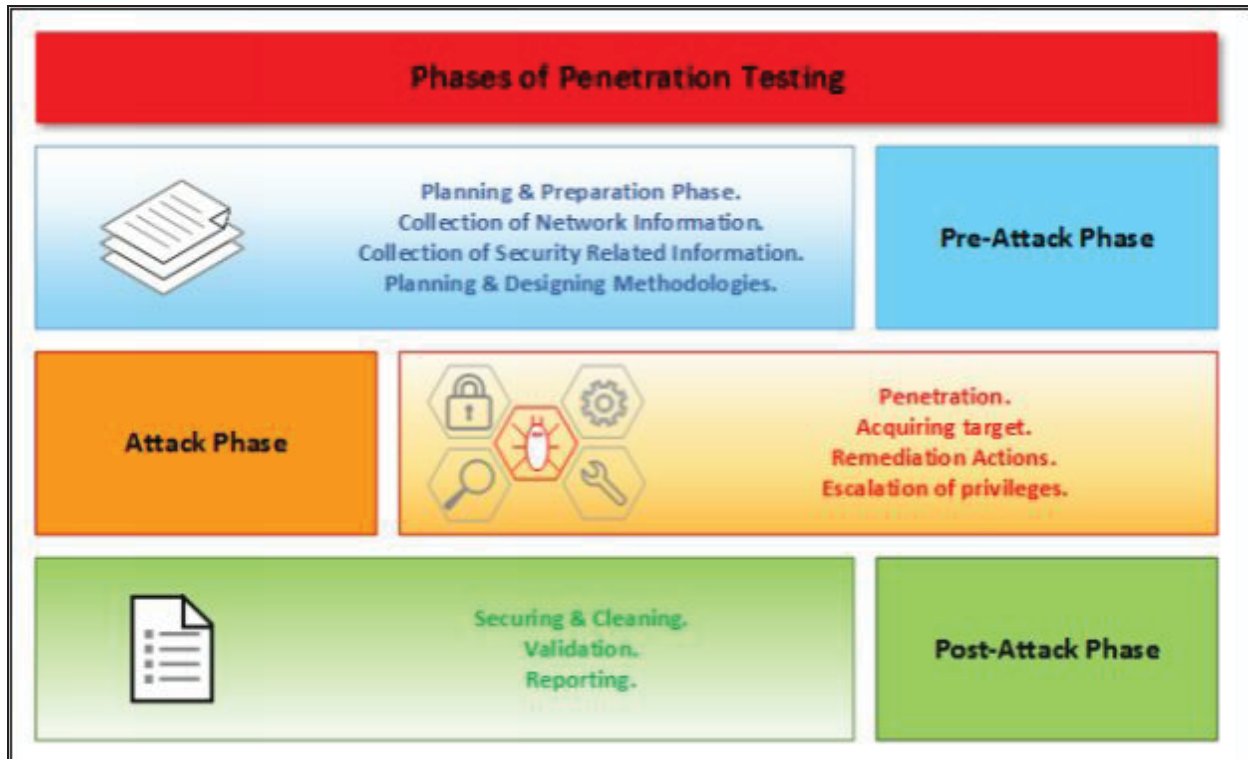 Phases of Penetration Testing
Planning & Preparation Phase.
Collection of Network Information.
Collection of Security Related Information.
Planning & Designing Methodologies.
Pre-Attack Phase
Attack Phase
Penetration.
Acquiring target.
Remediation Actions.
Escalation of privileges.
Securing & Cleaning.
Validation.
Reporting.
Post-Attack Phase